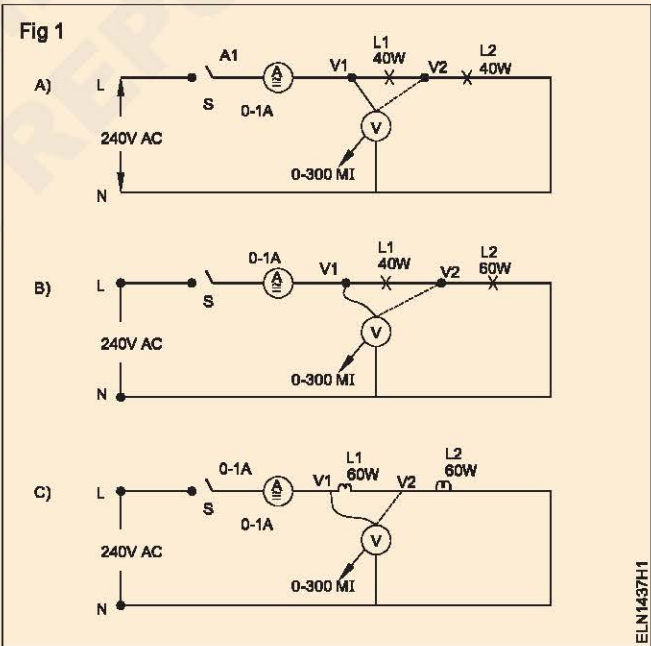 Fig 1
A)
L
A1
S
A
0-1A
V1
L1
40W
V2
L2
40W
240V AC
V
0-300 MI
N
B)
L
S
0-1A
A
V1
L1
40W
V2
L2
60W
240V AC
V
0-300 MI
N
C)
L
0-1A
S
A
0-1A
V1
L1
60W
V2
L2
60W
240V AC
V
0-300 MI
N
ELN1437H1